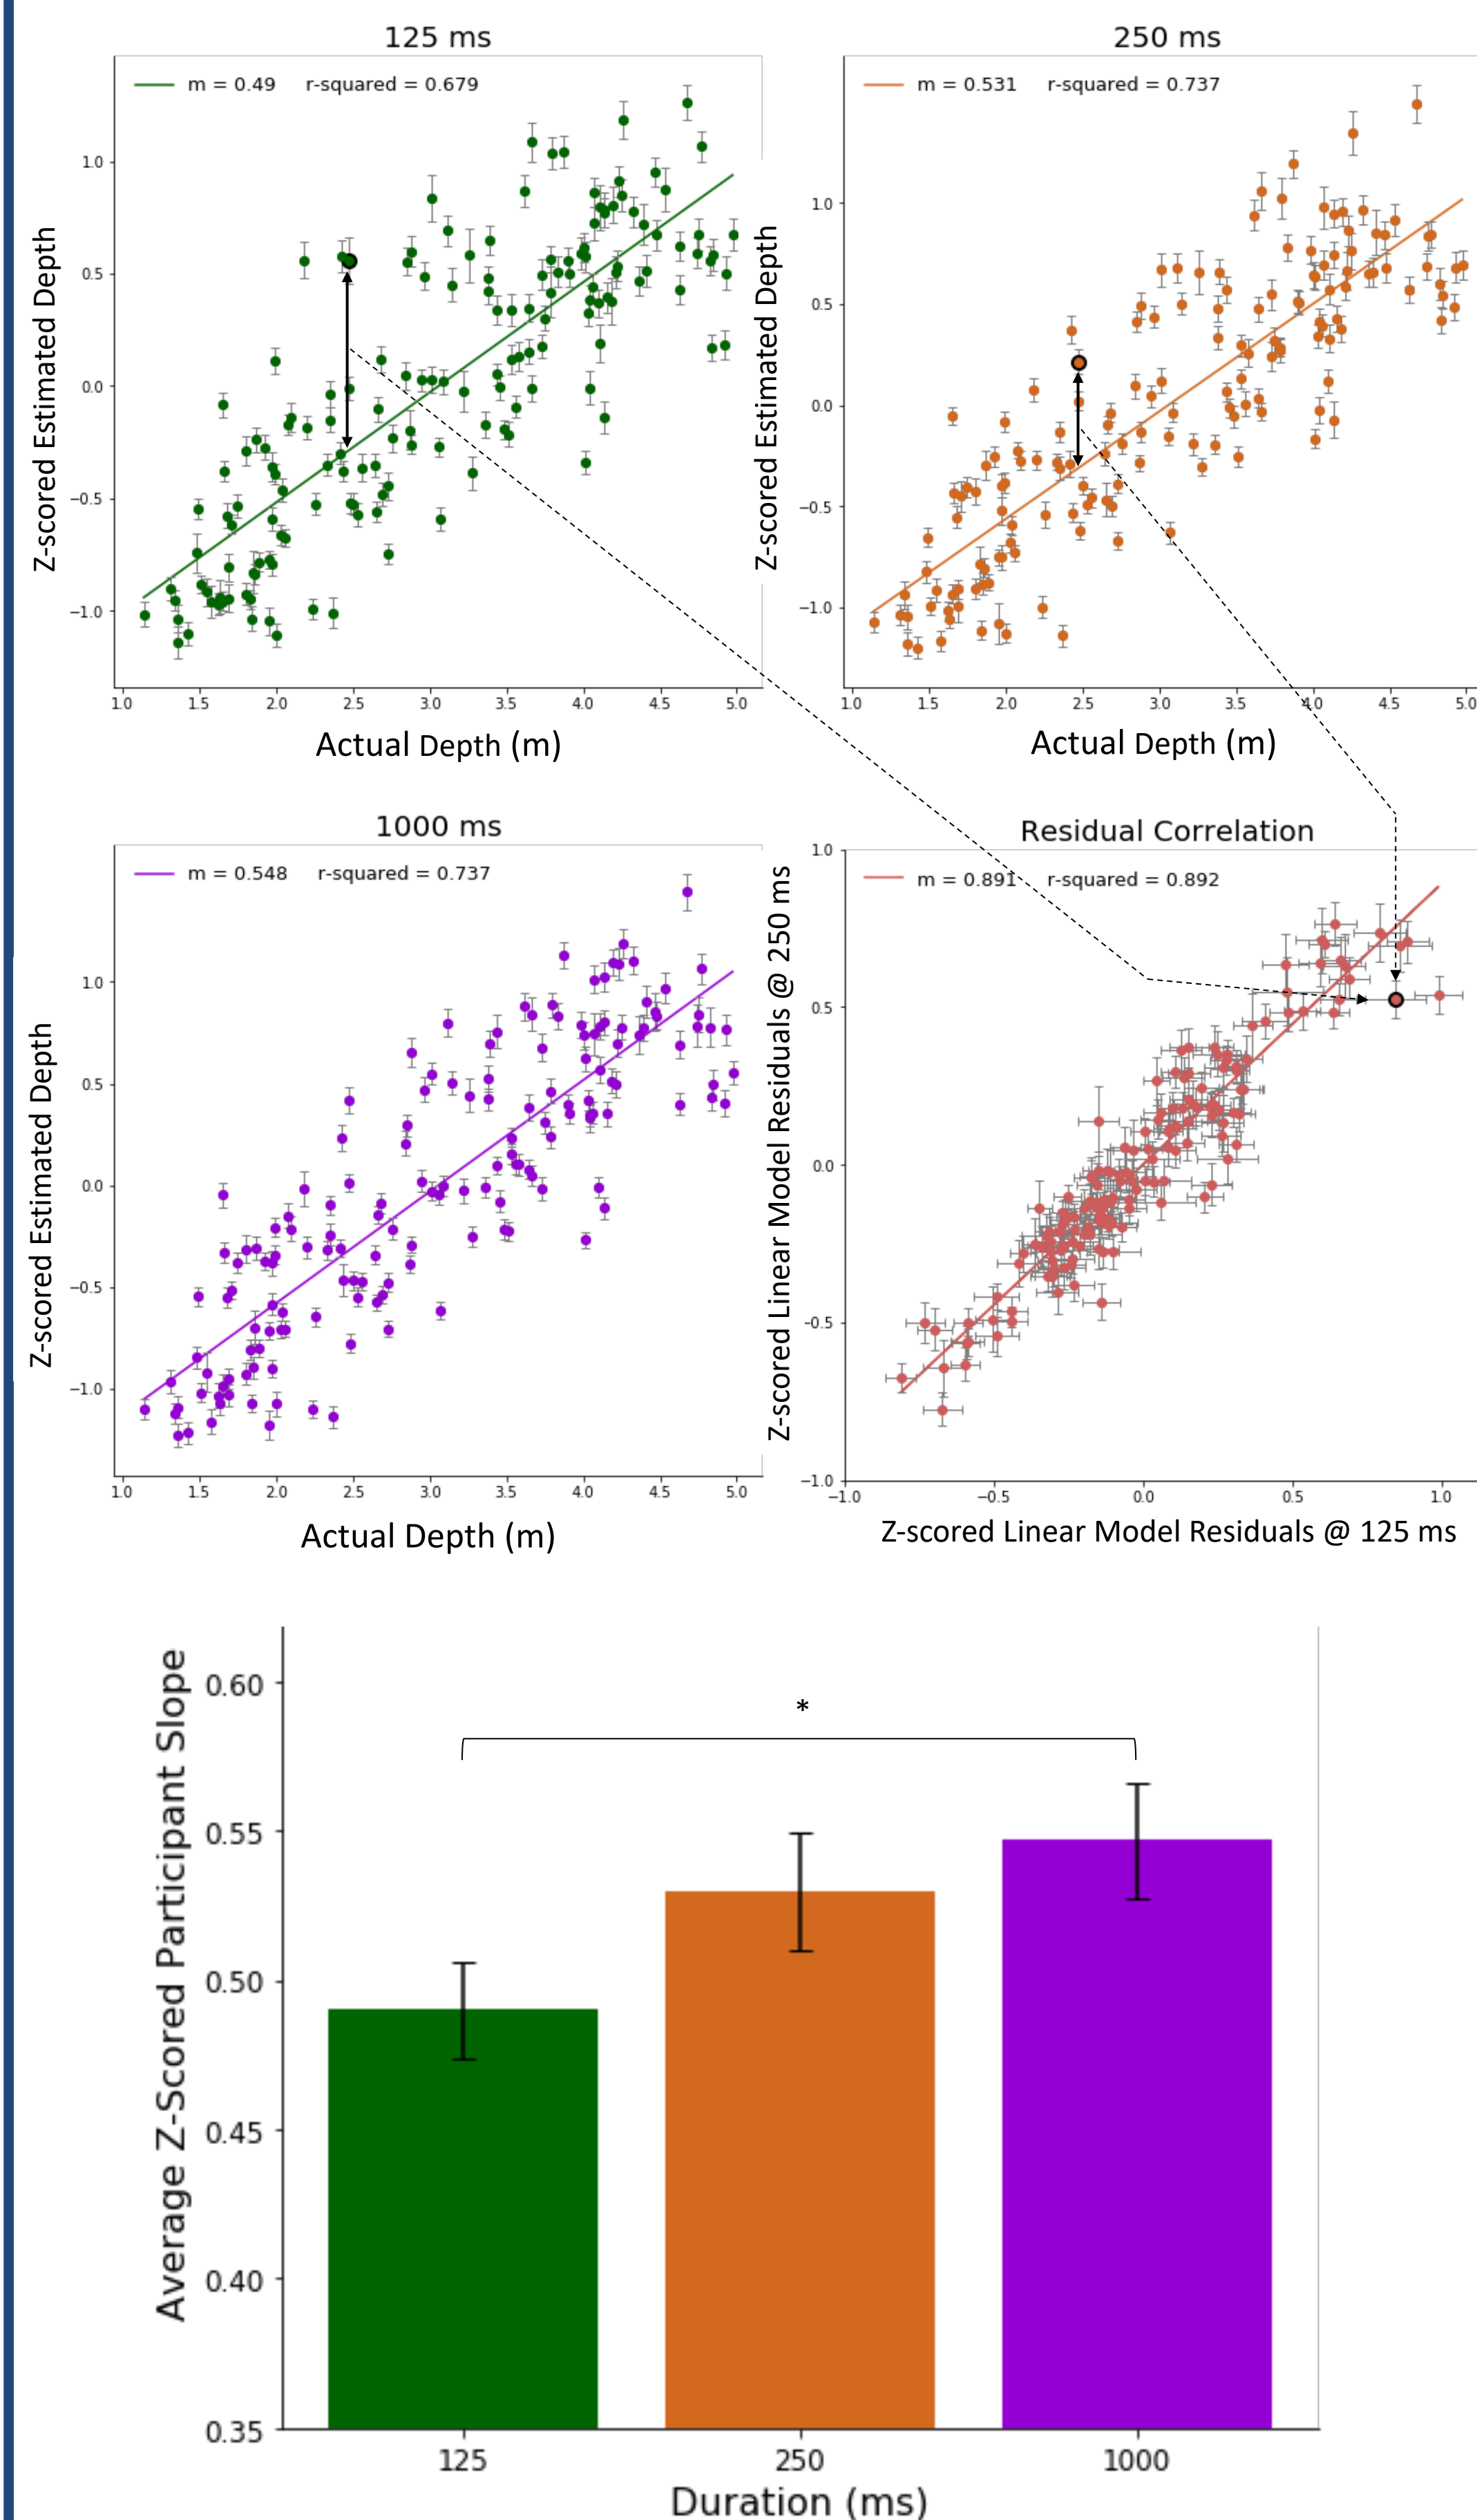 125 ms
m = 0.49 r-squared = 0.679
Z-scored Estimated Depth
1.0
0.5
0.0
−0.5
−1.0
1.0 1.5 2.0 2.5 3.0 3.5 4.0 4.5 5.0
Actual Depth (m)
250 ms
m = 0.531 r-squared = 0.737
Z-scored Estimated Depth
1.0
0.5
0.0
−0.5
−1.0
1.0 1.5 2.0 2.5 3.0 3.5 4.0 4.5 5.0
Actual Depth (m)
1000 ms
m = 0.548 r-squared = 0.737
Z-scored Estimated Depth
1.0
0.5
0.0
−0.5
−1.0
1.0 1.5 2.0 2.5 3.0 3.5 4.0 4.5 5.0
Actual Depth (m)
Residual Correlation
m = 0.891 r-squared = 0.892
Z-scored Linear Model Residuals @ 250 ms
1.0
0.5
0.0
−0.5
−1.0
−1.0 −0.5 0.0 0.5 1.0
Z-scored Linear Model Residuals @ 125 ms
Average Z-Scored Participant Slope
0.60
0.55
0.50
0.45
0.40
0.35
*
125 250 1000
Duration (ms)